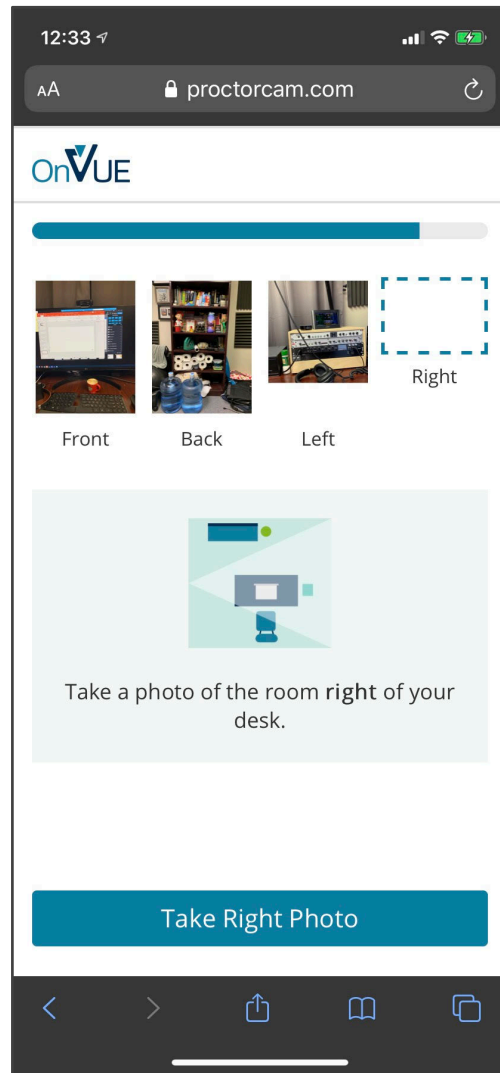 12:33
AA proctorcam.com
OnVUE
Right
Front Back Left
Take a photo of the room right of your
desk.
Take Right Photo